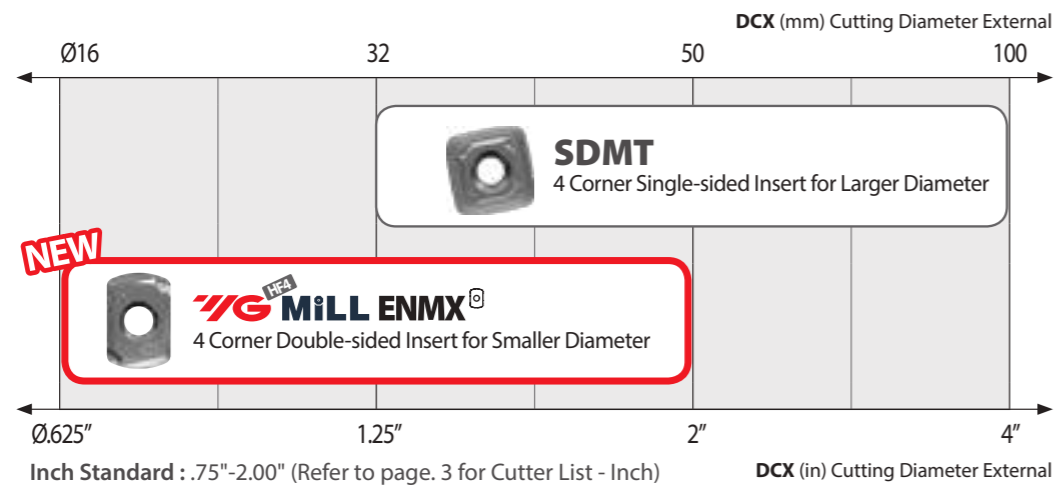 DCX (mm) Cutting Diameter External
Ø16 32 50 100
SDMT
4 Corner Single-sided Insert for Larger Diameter
NEW
YG HF4 MiLL ENMX
4 Corner Double-sided Insert for Smaller Diameter
Ø.625” 1.25” 2” 4”
Inch Standard : .75"-2.00" (Refer to page. 3 for Cutter List - Inch)
DCX (in) Cutting Diameter External